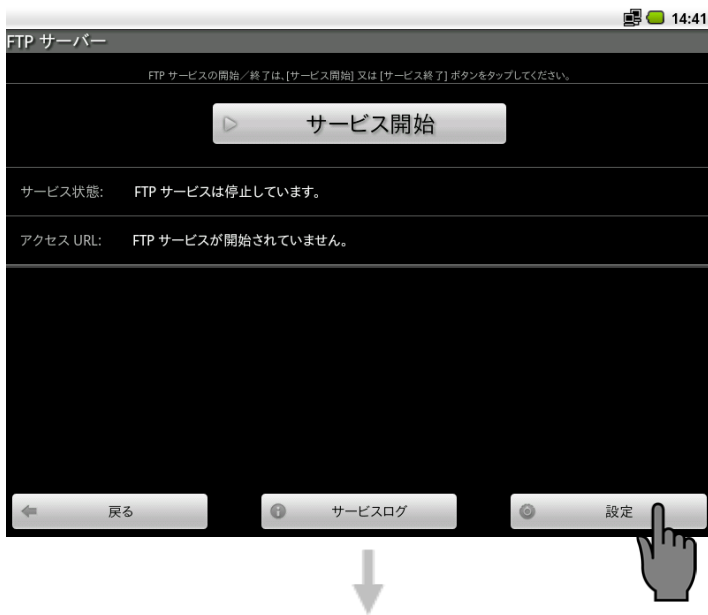 14:41
FTP サーバー
FTP サービスの開始／終了は、[サービス開始] 又は [サービス終了] ボタンをタップしてください。
サービス開始
サービス状態: FTP サービスは停止しています。
アクセス URL: FTP サービスが開始されていません。
戻る サービスログ 設定